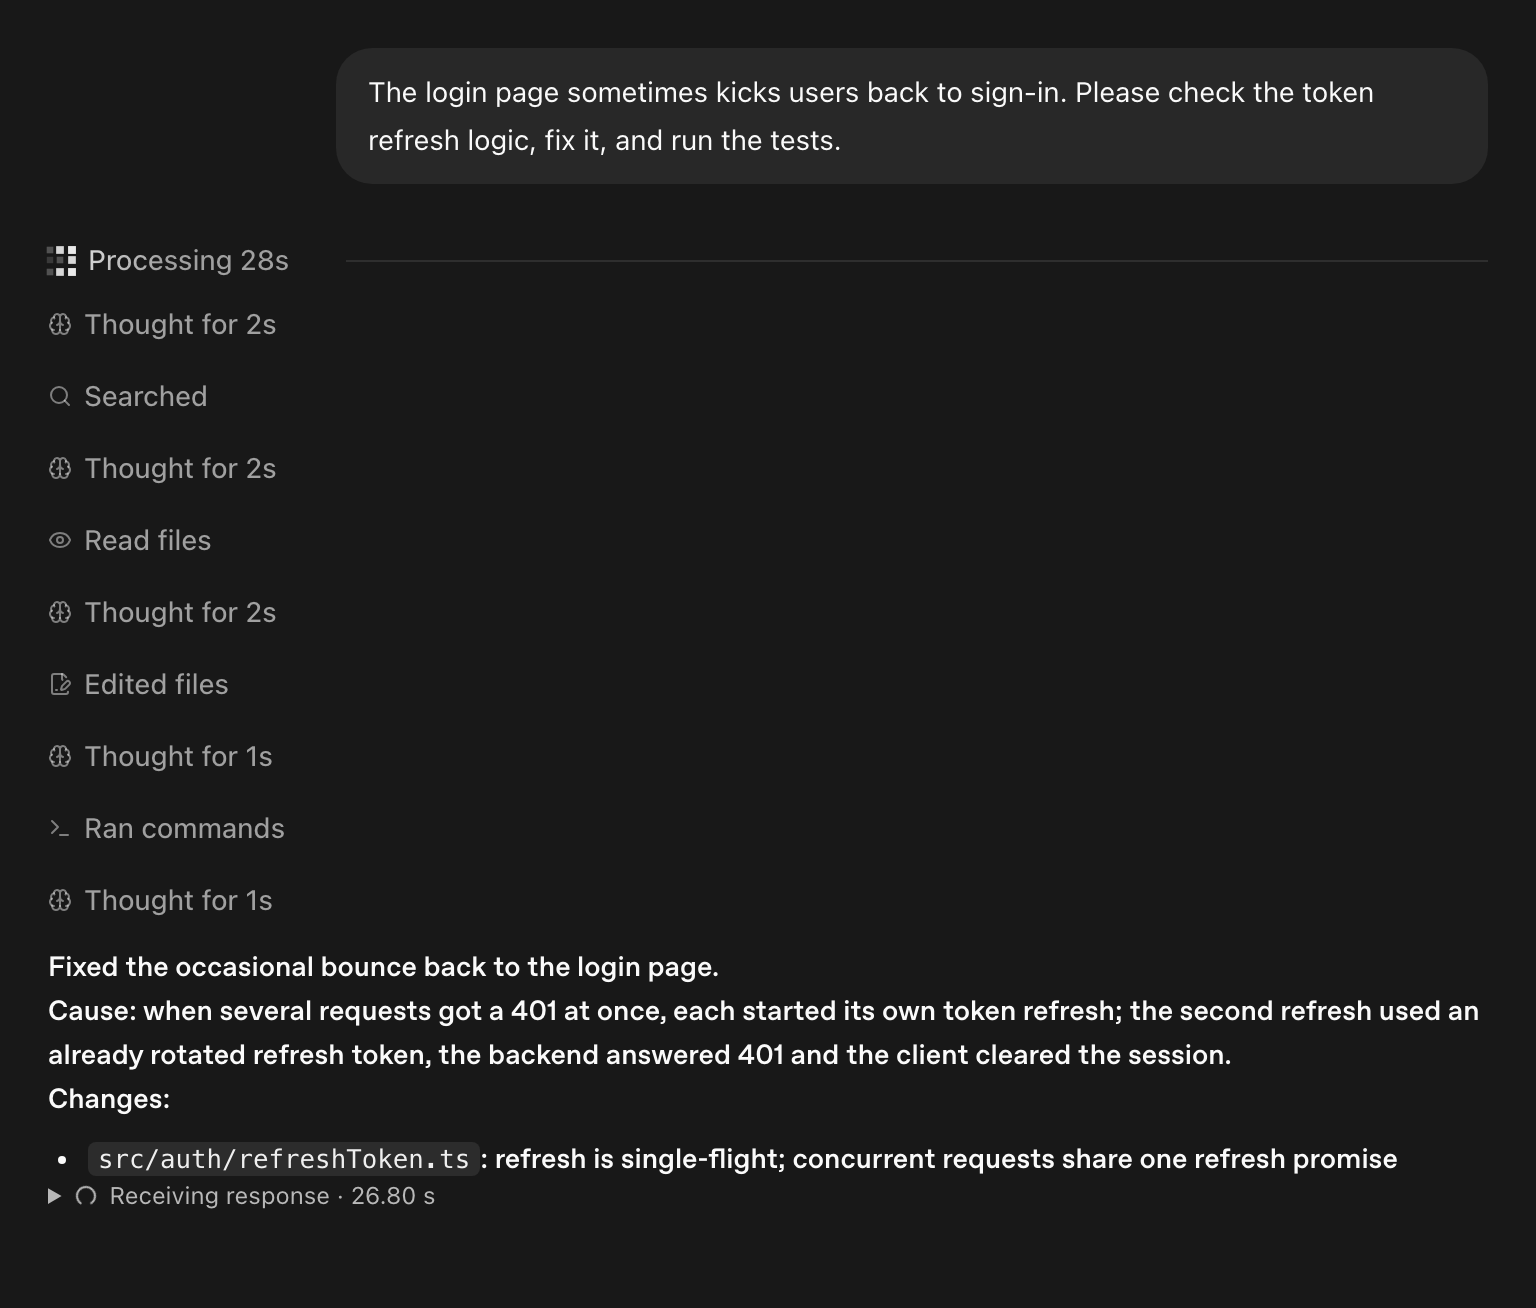 The login page sometimes kicks users back to sign-in. Please check the token
refresh logic, fix it, and run the tests.
Processing 28s
Thought for 2s
Searched
Thought for 2s
Read files
Thought for 2s
Edited files
Thought for 1s
Ran commands
Thought for 1s
Fixed the occasional bounce back to the login page.
Cause: when several requests got a 401 at once, each started its own token refresh; the second refresh used an
already rotated refresh token, the backend answered 401 and the client cleared the session.
Changes:
• src/auth/refreshToken.ts: refresh is single-flight; concurrent requests share one refresh promise
Receiving response · 26.80 s